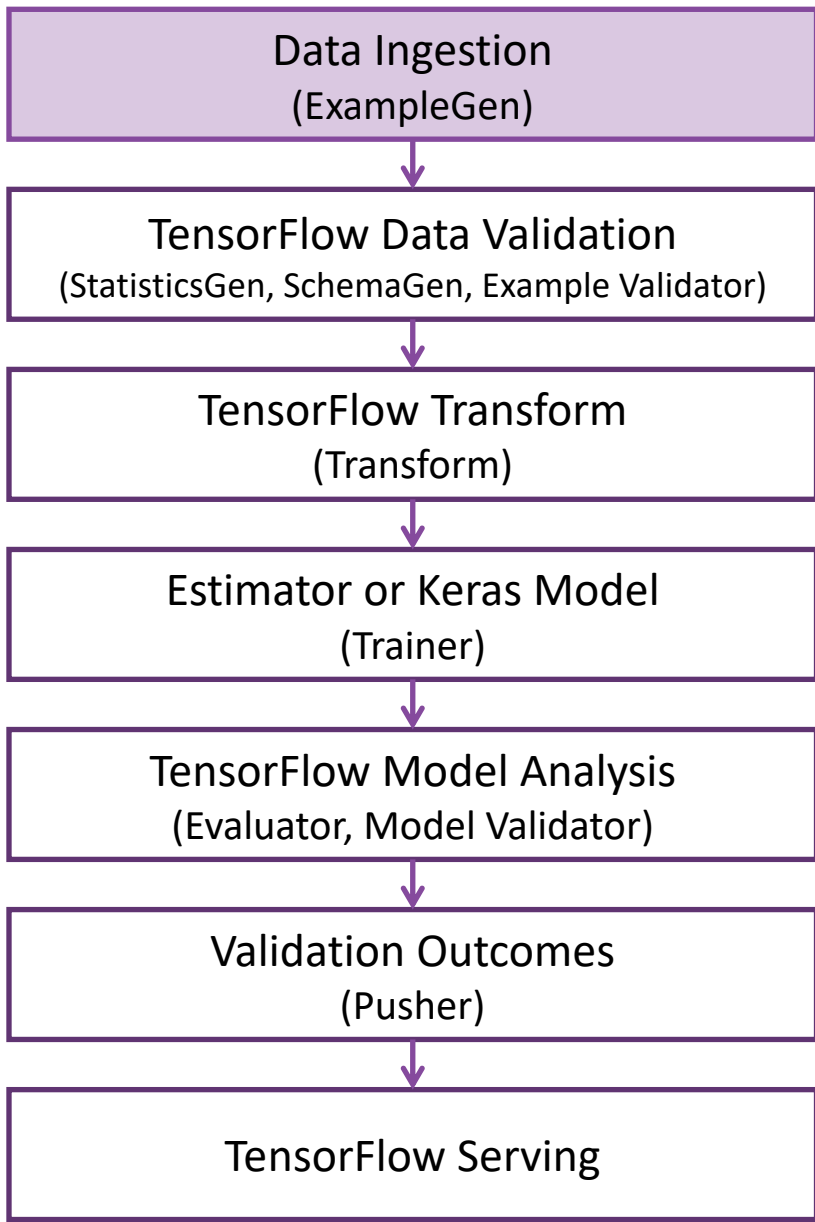 Data Ingestion
(ExampleGen)
TensorFlow Data Validation
(StatisticsGen, SchemaGen, Example Validator)
TensorFlow Transform
(Transform)
Estimator or Keras Model
(Trainer)
TensorFlow Model Analysis
(Evaluator, Model Validator)
Validation Outcomes
(Pusher)
TensorFlow Serving